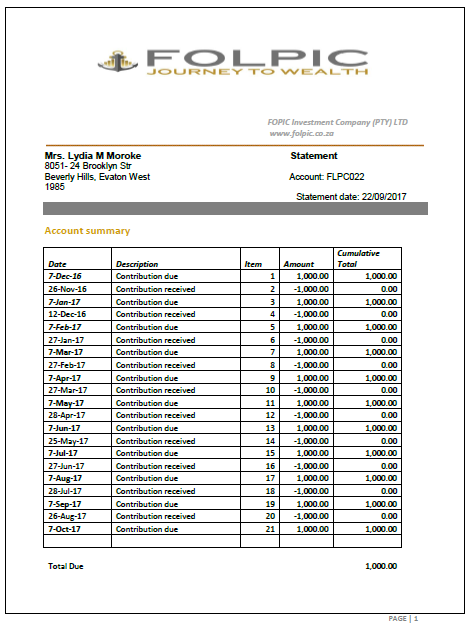 FOLPIC
JOURNEY TO WEALTH
FOPIC Investment Company (PTY) LTD
www.folpic.co.za
Mrs. Lydia M Moroke Statement
8051- 24 Brooklyn Str
Beverly Hills, Evaton West Account: FLPC022
1985
Statement date: 22/09/2017
Account summary
Date Description Item Amount Cumulative Total
7-Dec-16 Contribution due 1 1,000.00 1,000.00
26-Nov-16 Contribution received 2 -1,000.00 0.00
7-Jan-17 Contribution due 3 1,000.00 1,000.00
12-Dec-16 Contribution received 4 -1,000.00 0.00
7-Feb-17 Contribution due 5 1,000.00 1,000.00
27-Jan-17 Contribution received 6 -1,000.00 0.00
7-Mar-17 Contribution due 7 1,000.00 1,000.00
27-Feb-17 Contribution received 8 -1,000.00 0.00
7-Apr-17 Contribution due 9 1,000.00 1,000.00
27-Mar-17 Contribution received 10 -1,000.00 0.00
7-May-17 Contribution due 11 1,000.00 1,000.00
28-Apr-17 Contribution received 12 -1,000.00 0.00
7-Jun-17 Contribution due 13 1,000.00 1,000.00
25-May-17 Contribution received 14 -1,000.00 0.00
7-Jul-17 Contribution due 15 1,000.00 1,000.00
27-Jun-17 Contribution received 16 -1,000.00 0.00
7-Aug-17 Contribution due 17 1,000.00 1,000.00
28-Jul-17 Contribution received 18 -1,000.00 0.00
7-Sep-17 Contribution due 19 1,000.00 1,000.00
26-Aug-17 Contribution received 20 -1,000.00 0.00
7-Oct-17 Contribution due 21 1,000.00 1,000.00
Total Due 1,000.00
PAGE | 1